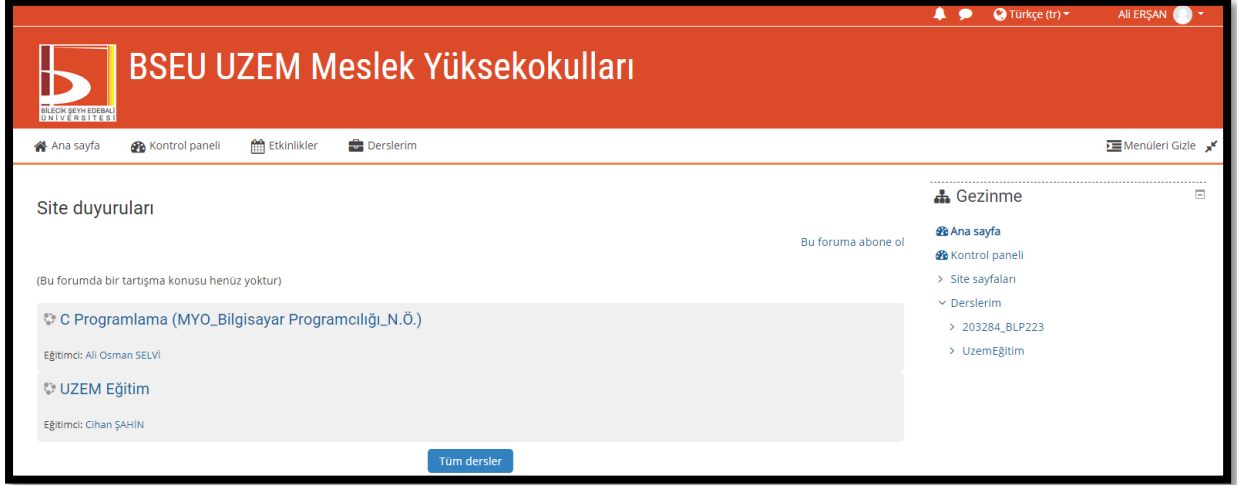 Türkçe (tr)
Ali ERŞAN
BİLECİK ŞEYH EDEBALİ
ÜNİVERSİTESİ
BSEU UZEM Meslek Yüksekokulları
Ana sayfa
Kontrol paneli
Etkinlikler
Derslerim
Menüleri Gizle
Site duyuruları
Bu foruma abone ol
(Bu forumda bir tartışma konusu henüz yoktur)
C Programlama (MYO_Bilgisayar Programcılığı_N.Ö.)
Eğitimci: Ali Osman SELVİ
UZEM Eğitim
Eğitimci: Cihan ŞAHİN
Tüm dersler
Gezinme
Ana sayfa
Kontrol paneli
Site sayfaları
Derslerim
203284_BLP223
UzemEğitim